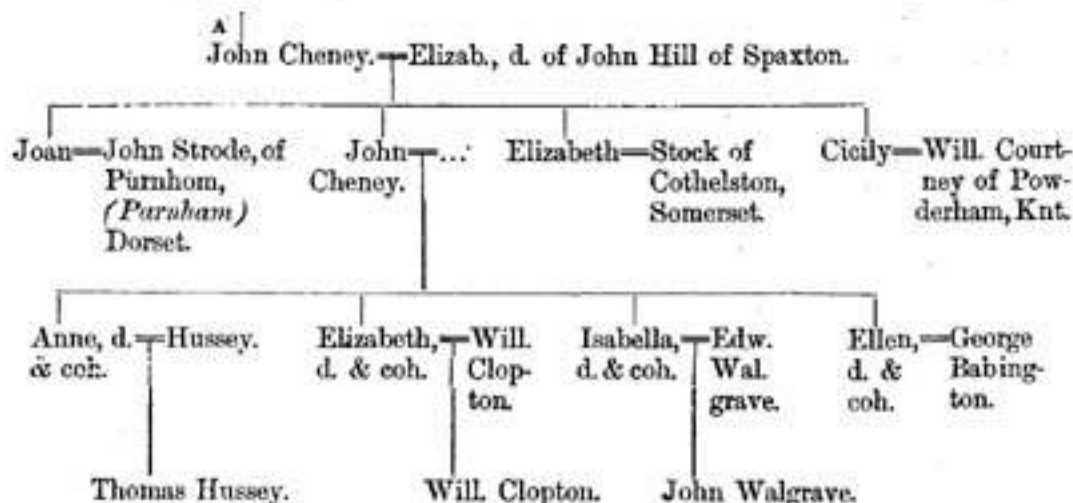 A
John Cheney.=Elizab., d. of John Hill of Spaxton.
Joan=John Strode, of
Purnhom,
(Parnham)
Dorset.
John=...
Cheney.
Elizabeth=Stock of
Cothelston,
Somerset.
Cicily=Will. Court-
ney of Pow-
derham, Knt.
Anne, d.=Hussey.
& coh.
Elizabeth,=Will.
d. & coh. Clop-
ton.
Isabella,=Edw.
d. & coh. Wal.
grave.
Ellen,=George
d. & Babing-
coh. ton.
Thomas Hussey.
Will. Clopton.
John Walgrave.